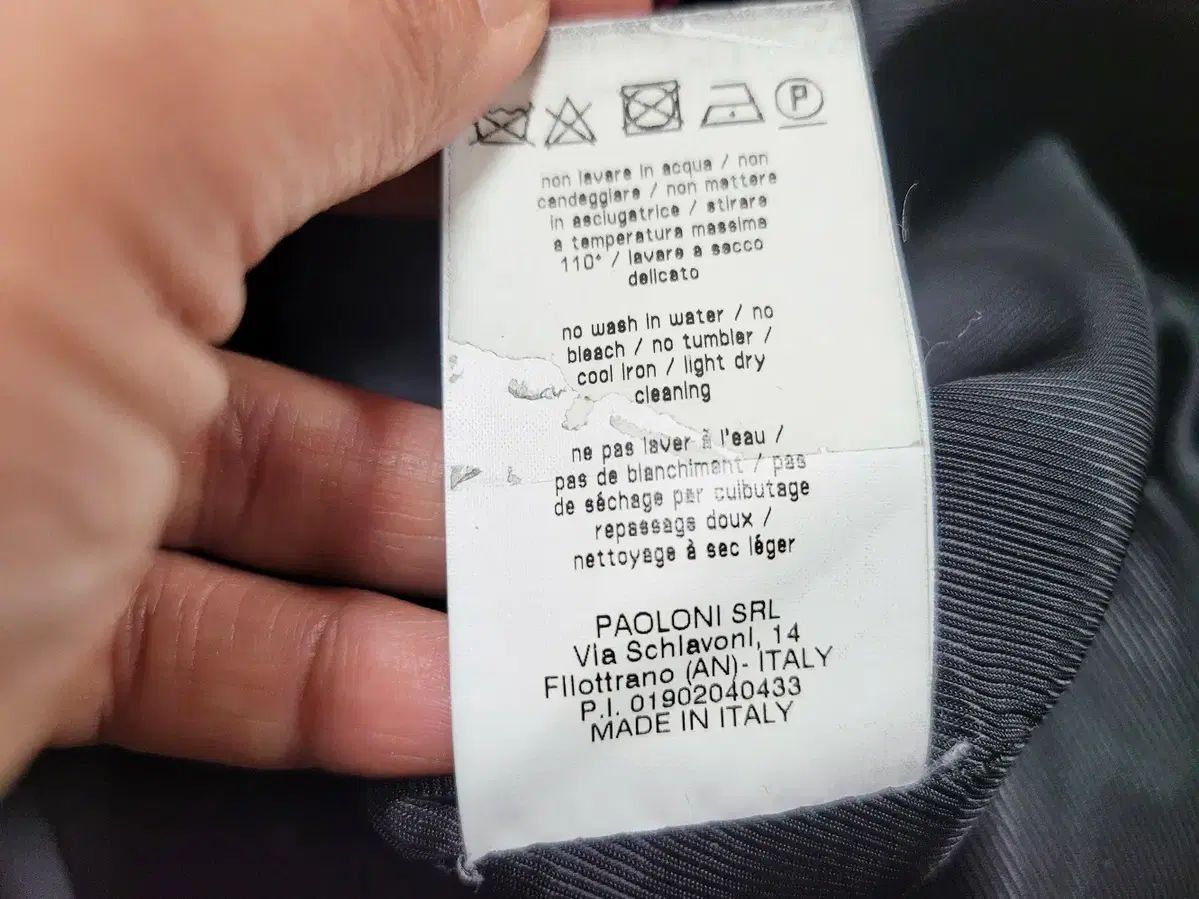 P
non lavare in acqua / non
candeggiare / non mettere
in asciugatrice / stirare
a temperatura massima
110° / lavare a secco
delicato
no wash in water / no
bleach / no tumbler /
cool iron / light dry
cleaning
ne pas laver à l'eau /
pas de blanchiment / pas
de séchage par culbutage
repassage doux /
nettoyage à sec léger
PAOLONI SRL
Via Schiavoni, 14
Filottrano (AN)- ITALY
P.I. 01902040433
MADE IN ITALY